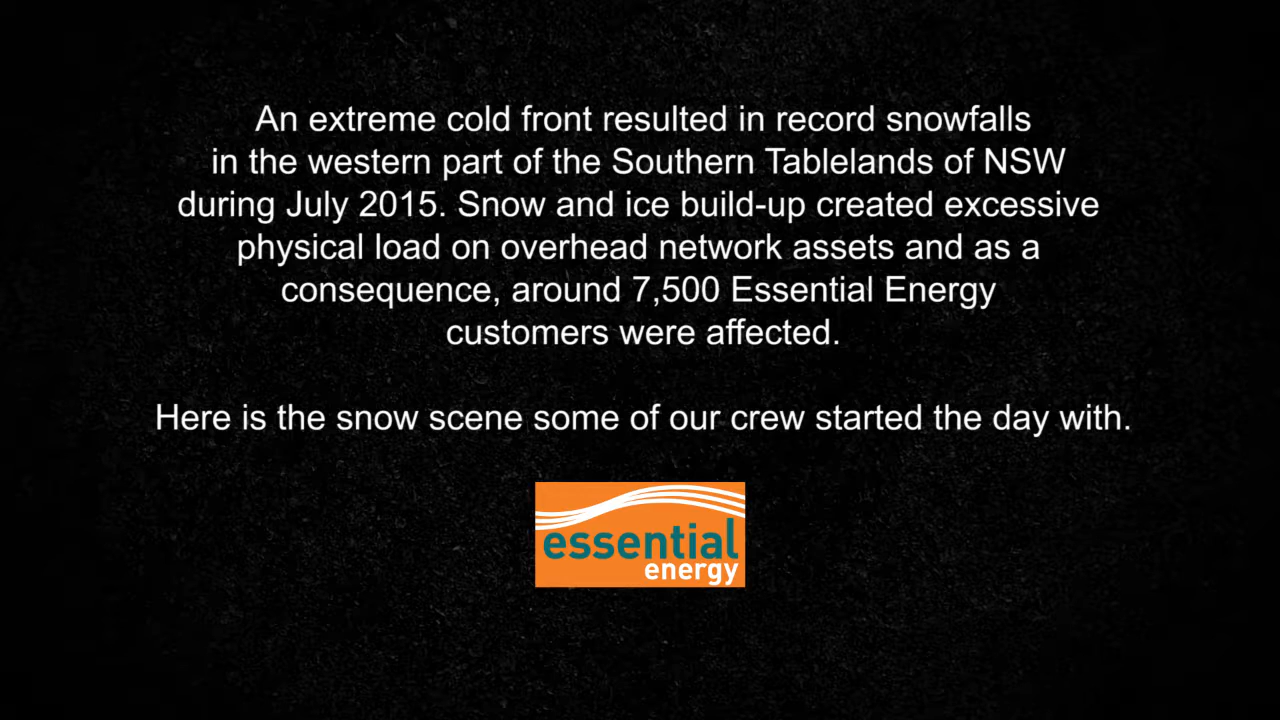 An extreme cold front resulted in record snowfalls
in the western part of the Southern Tablelands of NSW
during July 2015. Snow and ice build-up created excessive
physical load on overhead network assets and as a
consequence, around 7,500 Essential Energy
customers were affected.
Here is the snow scene some of our crew started the day with.
essential
energy